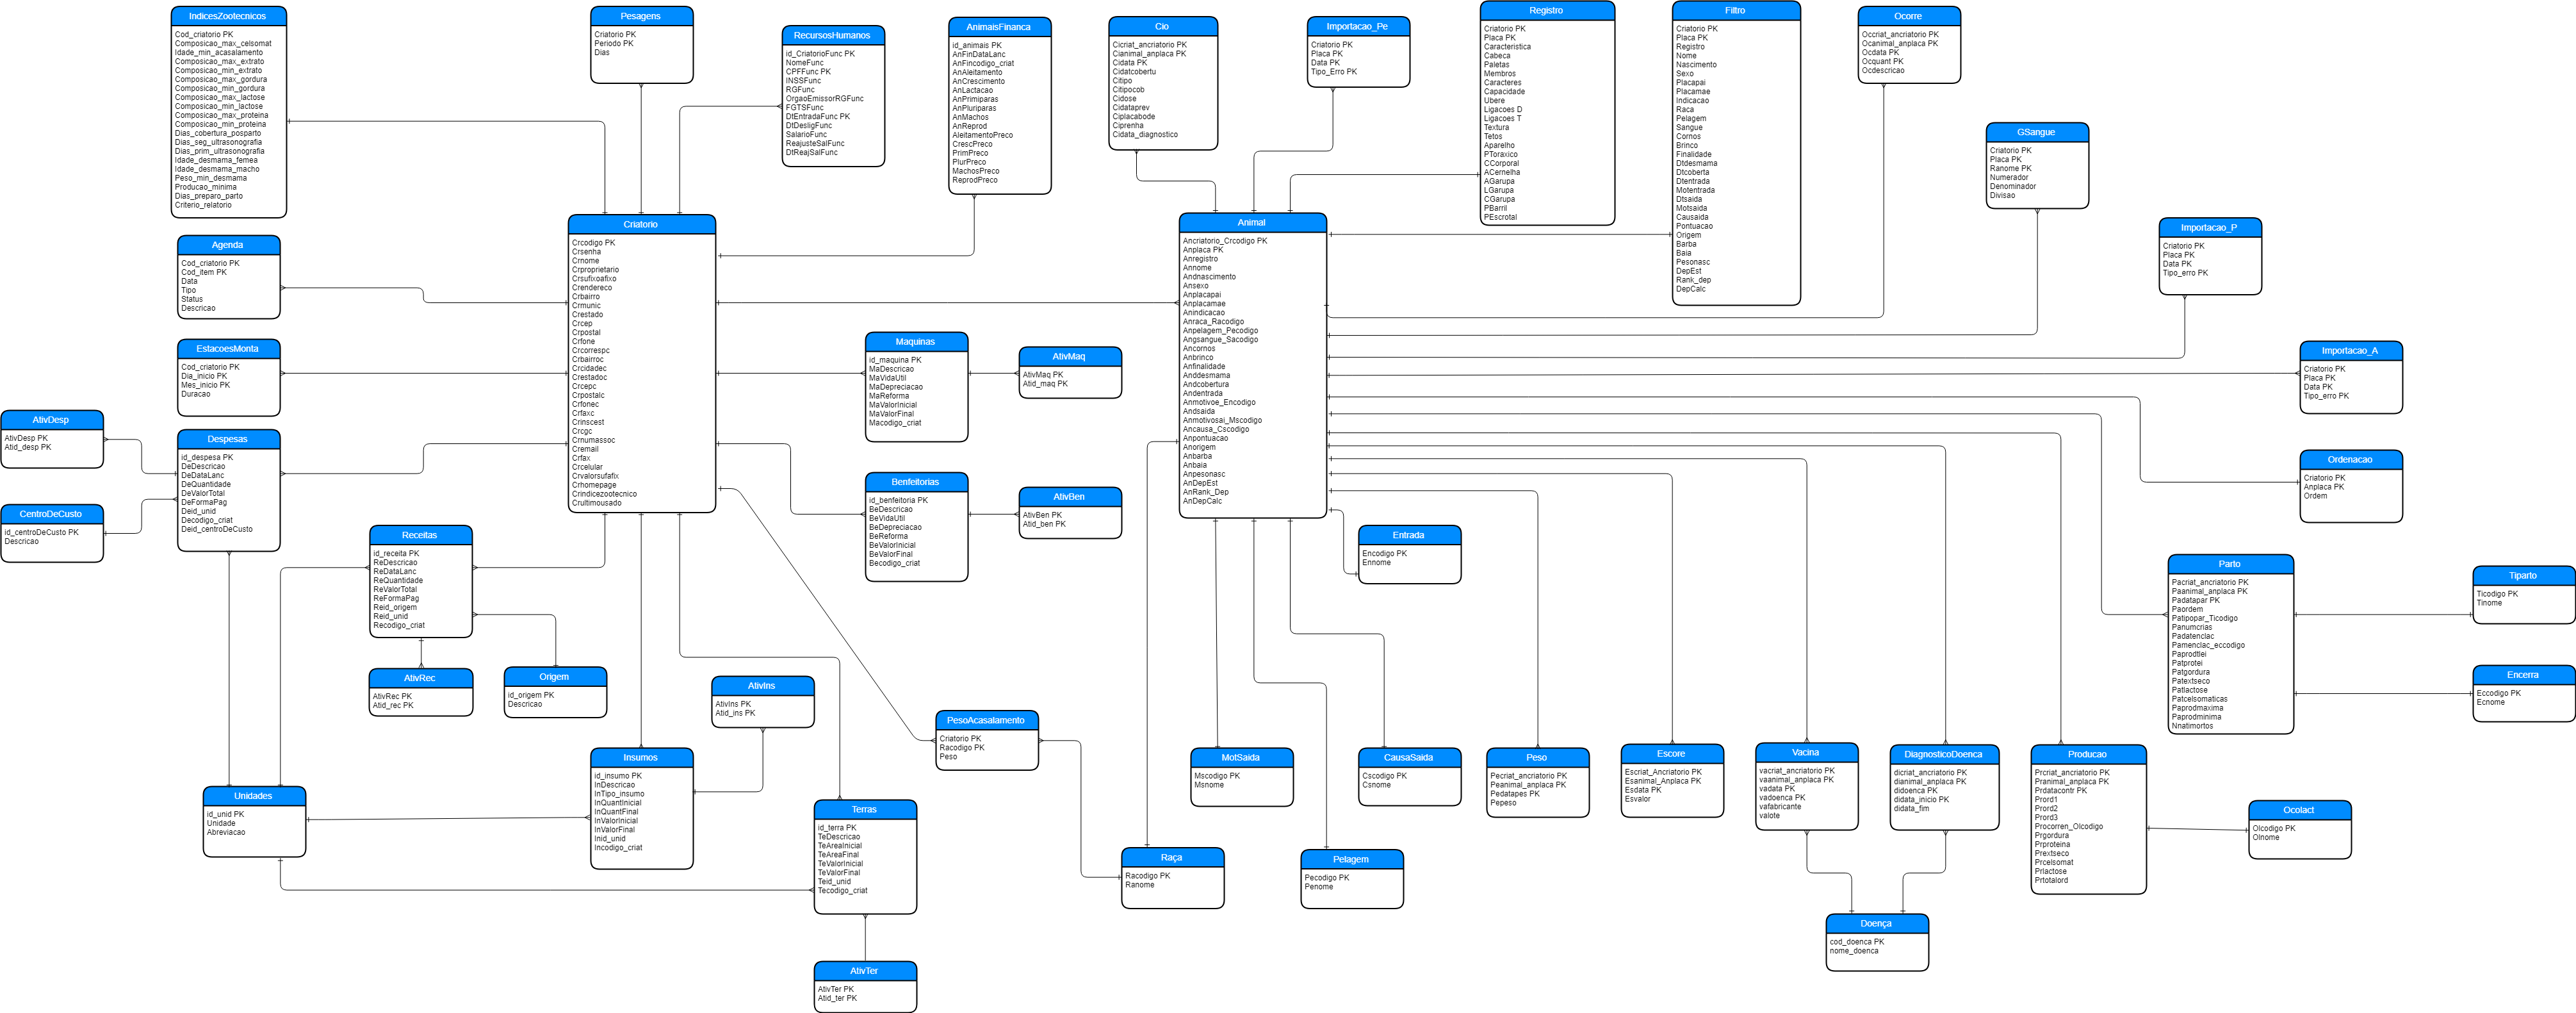 IndicesZootecnicos
Cod_criatorio PK
Composicao_max_celsomat
Idade_min_acasalamento
Composicao_max_extrato
Composicao_min_extrato
Composicao_max_gordura
Composicao_min_gordura
Composicao_max_lactose
Composicao_min_lactose
Composicao_max_proteina
Composicao_min_proteina
Dias_cobertura_posparto
Dias_seg_ultrasonografia
Dias_prim_ultrasonografia
Idade_desmama_femea
Idade_desmama_macho
Peso_min_desmama
Producao_minima
Dias_preparo_parto
Criterio_relatorio
Pesagens
Criatorio PK
Periodo PK
Dias
RecursosHumanos
id_CriatorioFunc PK
NomeFunc
CPFFunc PK
INSSFunc
RGFunc
OrgaoEmissorRGFunc
FGTSFunc
DtEntradaFunc PK
DtDesligFunc
SalarioFunc
ReajusteSalFunc
DtReajSalFunc
AnimaisFinanca
id_animais PK
AnFinDataLanc
AnFincodigo_criat
AnAleitamento
AnCrescimento
AnLactacao
AnPrimiparas
AnPluriparas
AnMachos
AnReprod
AleitamentoPreco
CrescPreco
PrimPreco
PlurPreco
MachosPreco
ReprodPreco
Cio
Cicriat_ancriatorio PK
Cianimal_anplaca PK
Cidata PK
Cidatcobertu
Citipo
Citipocob
Cidose
Cidataprev
Ciplacabode
Ciprenha
Cidata_diagnostico
Importacao_Pe
Criatorio PK
Placa PK
Data PK
Tipo_Erro PK
Registro
Criatorio PK
Placa PK
Caracteristica
Cabeca
Paletas
Membros
Caracteres
Capacidade
Ubere
Ligacoes D
Ligacoes T
Textura
Tetos
Aparelho
PToraxico
CCorporal
ACernelha
AGarupa
LGarupa
CGarupa
PBarril
PEscrotal
Filtro
Criatorio PK
Placa PK
Registro
Nome
Nascimento
Sexo
Placapai
Placamae
Indicacao
Raca
Pelagem
Sangue
Cornos
Brinco
Finalidade
Dtdesmama
Dtcoberta
Dtentrada
Motentrada
Dtsaida
Motsaida
Causaida
Pontuacao
Origem
Barba
Baia
Pesonasc
DepEst
Rank_dep
DepCalc
Ocorre
Occriat_ancriatorio PK
Ocanimal_anplaca PK
Ocdata PK
Ocquant PK
Ocdescricao
GSangue
Criatorio PK
Placa PK
Ranome PK
Numerador
Denominador
Divisao
Importacao_P
Criatorio PK
Placa PK
Data PK
Tipo_erro PK
Importacao_A
Criatorio PK
Placa PK
Data PK
Tipo_erro PK
Ordenacao
Criatorio PK
Anplaca PK
Ordem
Agenda
Cod_criatorio PK
Cod_item PK
Data
Tipo
Status
Descricao
EstacoesMonta
Cod_criatorio PK
Dia_inicio PK
Mes_inicio PK
Duracao
Criatorio
Crcodigo PK
Crsenha
Crnome
Crproprietario
Crsufixoafixo
Crendereco
Crbairro
Crmunic
Crestado
Crcep
Crpostal
Crfone
Crcorrespc
Crbairroc
Crcidadec
Crestadoc
Crcepc
Crpostalc
Crfonec
Crfaxc
Crinscest
Crcgc
Crnumassoc
Cremail
Crfax
Crcelular
Crvalorsufafix
Crhomepage
Crindicezootecnico
Crultimousado
Animal
Ancriatorio_Crcodigo PK
Anplaca PK
Anregistro
Annome
Andnascimento
Ansexo
Anplacapai
Anplacamae
Anindicacao
Anraca_Racodigo
Anpelagem_Pecodigo
Angsangue_Sacodigo
Ancornos
Anbrinco
Anfinalidade
Anddesmama
Andcobertura
Andentrada
Anmotivoe_Encodigo
Andsaida
Anmotivosai_Mscodigo
Ancausa_Cscodigo
Anpontuacao
Anorigem
Anbarba
Anbaia
Anpesonasc
AnDepEst
AnRank_Dep
AnDepCalc
Maquinas
id_maquina PK
MaDescricao
MaVidaUtil
MaDepreciacao
MaReforma
MaValorInicial
MaValorFinal
Macodigo_criat
AtivMaq
AtivMaq PK
Atid_maq PK
Benfeitorias
id_benfeitoria PK
BeDescricao
BeVidaUtil
BeDepreciacao
BeReforma
BeValorInicial
BeValorFinal
Becodigo_criat
AtivBen
AtivBen PK
Atid_ben PK
AtivDesp
AtivDesp PK
Atid_desp PK
CentroDeCusto
id_centroDeCusto PK
Descricao
Despesas
id_despesa PK
DeDescricao
DeDataLanc
DeQuantidade
DeValorTotal
DeFormaPag
Deid_unid
Decodigo_criat
Deid_centroDeCusto
Receitas
id_receita PK
ReDescricao
ReDataLanc
ReQuantidade
ReValorTotal
ReFormaPag
Reid_origem
Reid_unid
Recodigo_criat
AtivRec
AtivRec PK
Atid_rec PK
Origem
id_origem PK
Descricao
AtivIns
AtivIns PK
Atid_ins PK
Insumos
id_insumo PK
InDescricao
InTipo_insumo
InQuantInicial
InQuantFinal
InValorInicial
InValorFinal
Inid_unid
Incodigo_criat
Unidades
id_unid PK
Unidade
Abreviacao
Terras
id_terra PK
TeDescricao
TeAreaInicial
TeAreaFinal
TeValorInicial
TeValorFinal
Teid_unid
Tecodigo_criat
AtivTer
AtivTer PK
Atid_ter PK
PesoAcasalamento
Criatorio PK
Racodigo PK
Peso
Entrada
Encodigo PK
Ennome
MotSaida
Mscodigo PK
Msnome
CausaSaida
Cscodigo PK
Csnome
Raça
Racodigo PK
Ranome
Pelagem
Pecodigo PK
Penome
Peso
Pecriat_ancriatorio PK
Peanimal_anplaca PK
Pedatapes PK
Pepeso
Escore
Escriat_Ancriatorio PK
Esanimal_Anplaca PK
Esdata PK
Esvalor
Vacina
vacriat_ancriatorio PK
vaanimal_anplaca PK
vadata PK
vadoenca PK
vafabricante
valote
DiagnosticoDoenca
dicriat_ancriatorio PK
dianimal_anplaca PK
didoenca PK
didata_inicio PK
didata_fim
Doença
cod_doenca PK
nome_doenca
Producao
Prcriat_ancriatorio PK
Pranimal_anplaca PK
Prdatacontr PK
Prord1
Prord2
Prord3
Procorren_Olcodigo
Prgordura
Prproteina
Prextseco
Prcelsomat
Prlactose
Prtotalord
Ocolact
Olcodigo PK
Olnome
Parto
Pacriat_ancriatorio PK
Paanimal_anplaca PK
Padatapar PK
Paordem
Patipopar_Ticodigo
Panumcrias
Padatenclac
Pamenclac_eccodigo
Paprodtlei
Patprotei
Patgordura
Patextseco
Patlactose
Patcelsomaticas
Paprodmaxima
Paprodminima
Nnatimortos
Tiparto
Ticodigo PK
Tinome
Encerra
Eccodigo PK
Ecnome